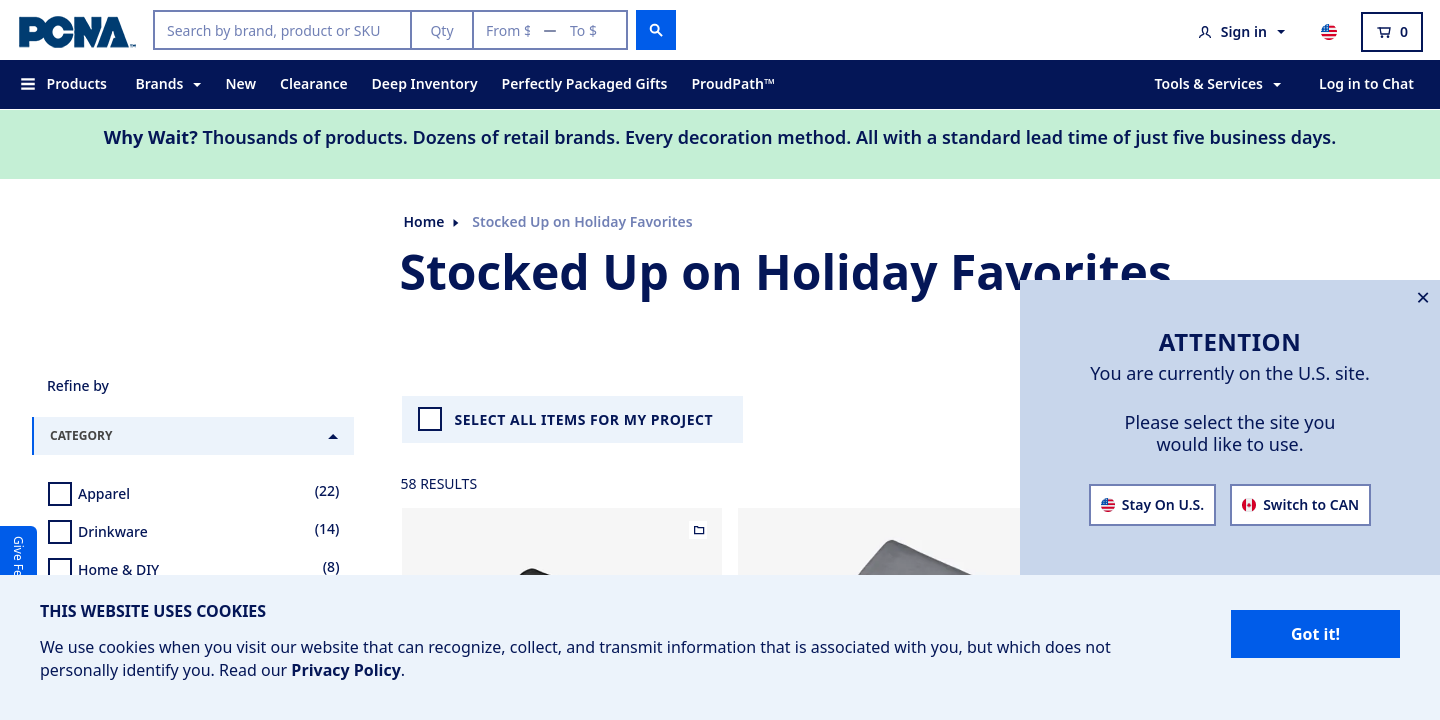 PCNA™
Search by brand, product or SKU
Qty
From $
To $
Sign in
0
Products
Brands
New
Clearance
Deep Inventory
Perfectly Packaged Gifts
ProudPath™
Tools & Services
Log in to Chat
Why Wait? Thousands of products. Dozens of retail brands. Every decoration method. All with a standard lead time of just five business days.
Home
Stocked Up on Holiday Favorites
Stocked Up on Holiday Favorites
ATTENTION
You are currently on the U.S. site.
Please select the site you
would like to use.
Stay On U.S.
Switch to CAN
Refine by
CATEGORY
Apparel
(22)
Drinkware
(14)
Home & DIY
(8)
SELECT ALL ITEMS FOR MY PROJECT
58 RESULTS
Give
THIS WEBSITE USES COOKIES
We use cookies when you visit our website that can recognize, collect, and transmit information that is associated with you, but which does not
personally identify you. Read our Privacy Policy.
Got it!